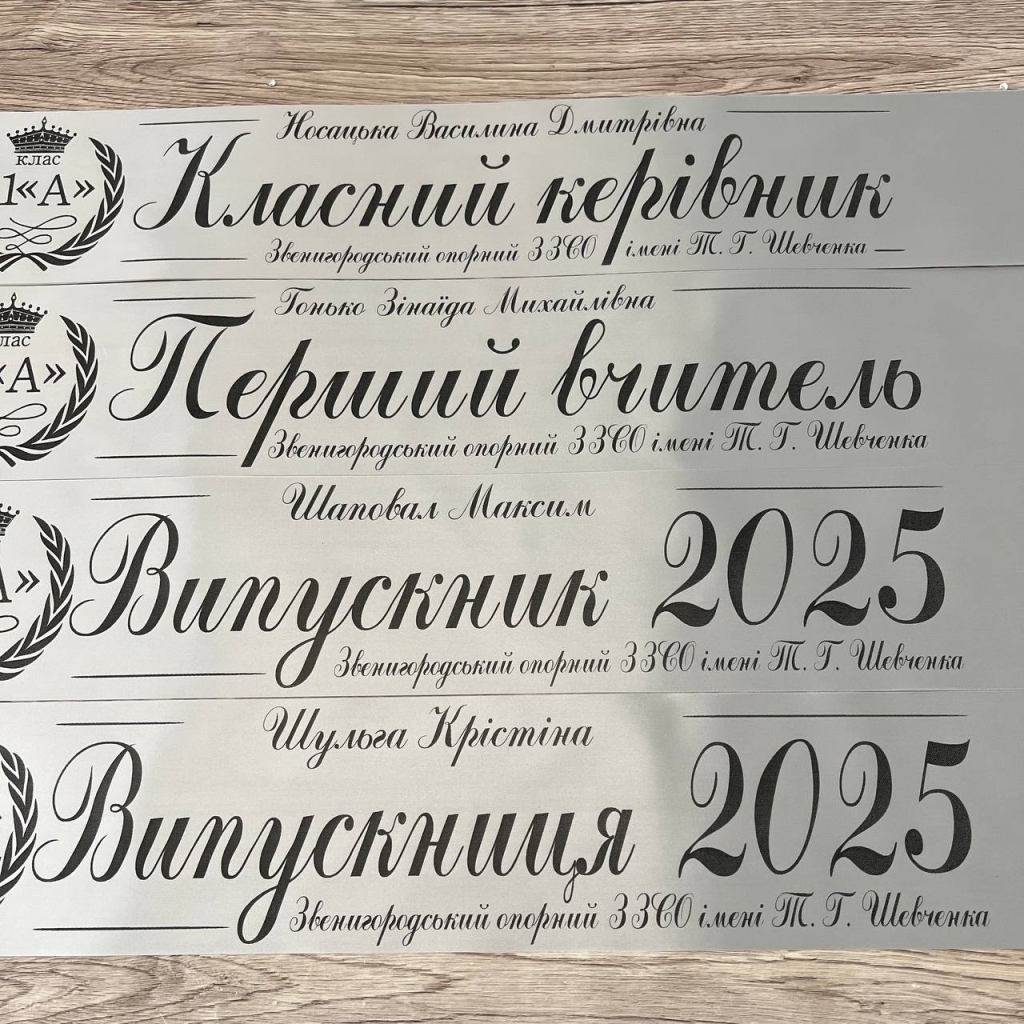 Носацька Василина Дмитрівна
клас
1«А»
Класний керівник
Звенигородський опорний ЗЗСО імені Т. Г. Шевченка
Гонько Зінаїда Михайлівна
лас
«А»
Перший вчитель
Звенигородський опорний ЗЗСО імені Т. Г. Шевченка
Шаповал Максим
»
Випускник 2025
Звенигородський опорний ЗЗСО імені Т. Г. Шевченка
Шульга Крістіна
Випускниця 2025
Звенигородський опорний ЗЗСО імені Т. Г. Шевченка